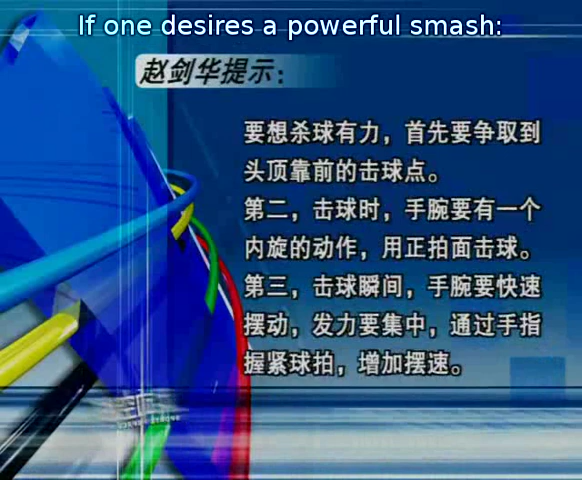 If one desires a powerful smash:
赵剑华提示：
要想杀球有力，首先要争取到
头顶靠前的击球点。
第二，击球时，手腕要有一个
内旋的动作，用正拍面击球。
第三，击球瞬间，手腕要快速
摆动，发力要集中，通过手指
握紧球拍，增加摆速。